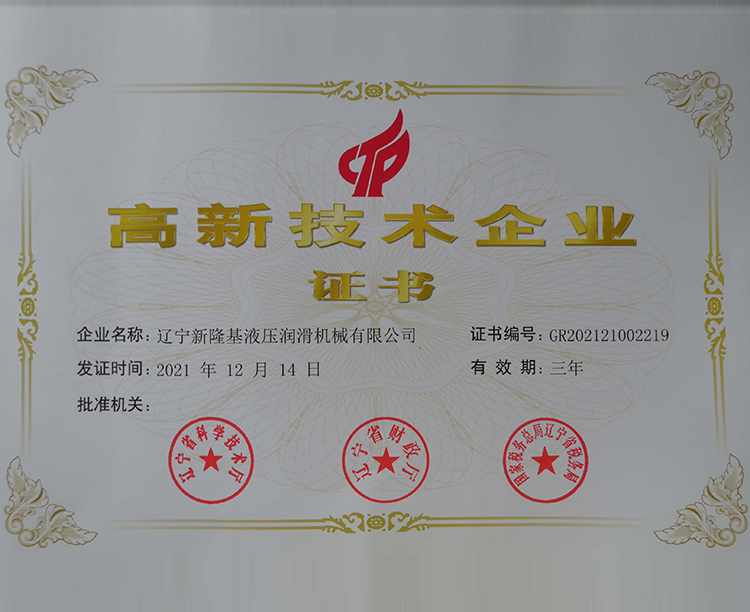 高新技术企业
证书
企业名称：辽宁新隆基液压润滑机械有限公司 证书编号：GR202121002219
发证时间：2021 年 12 月 14 日 有 效 期：三年
批准机关：
辽宁省科学技术厅 辽宁省财政厅 国家税务总局辽宁省税务局